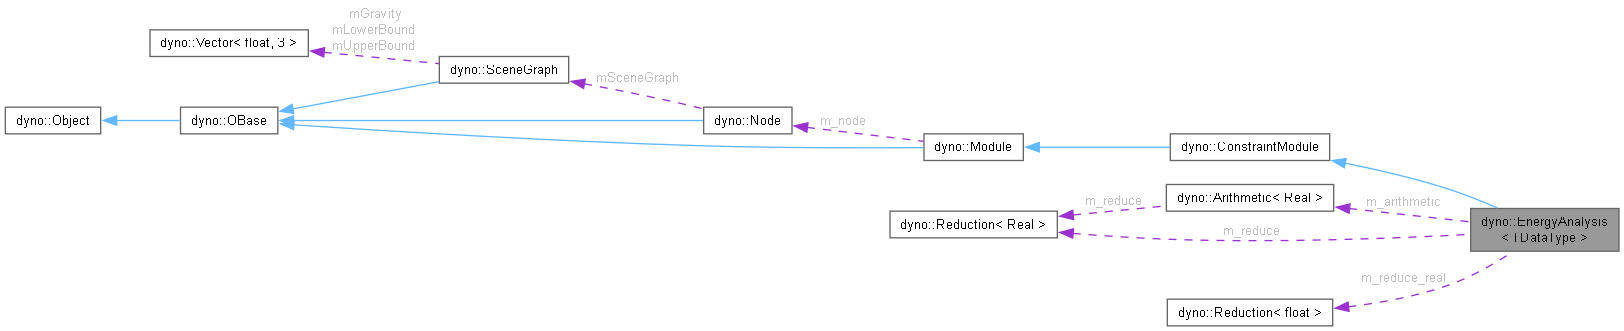 mGravity
mLowerBound
mUpperBound
dyno::Vector< float, 3 >
dyno::SceneGraph
mSceneGraph
dyno::Object
dyno::OBase
dyno::Node
m_node
dyno::Module
dyno::ConstraintModule
dyno::Arithmetic< Real >
m_reduce
m_arithmetic
dyno::Reduction< Real >
m_reduce
dyno::EnergyAnalysis
< TDataType >
m_reduce_real
dyno::Reduction< float >